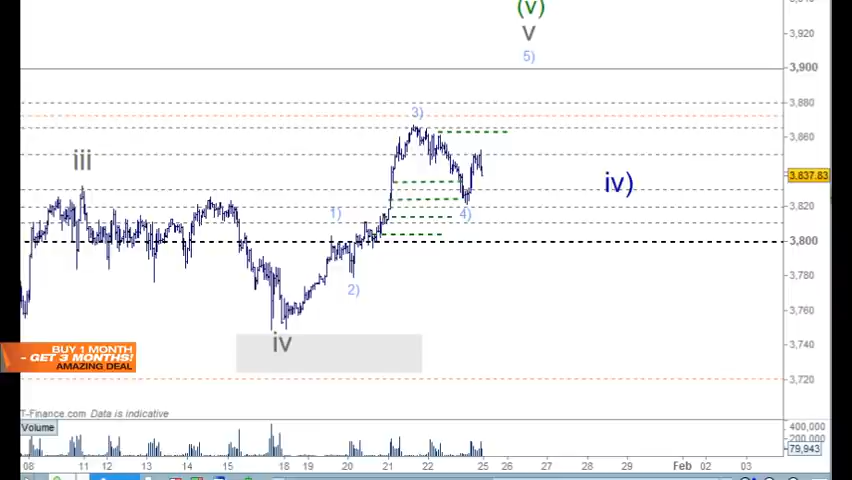 (v)
v
5)
3,920
3,900
3,880
3,860
3,837.83
3,820
3,800
3,780
3,760
3,740
3,720
3)
iii
iv)
1)
4)
2)
iv
BUY 1 MONTH
- GET 3 MONTHS!
AMAZING DEAL
T-Finance.com Data is indicative
Volume
400,000
200,000
79,943
08 11 12 13 14 15 18 19 20 21 22 25 26 27 28 29 Feb 02 03